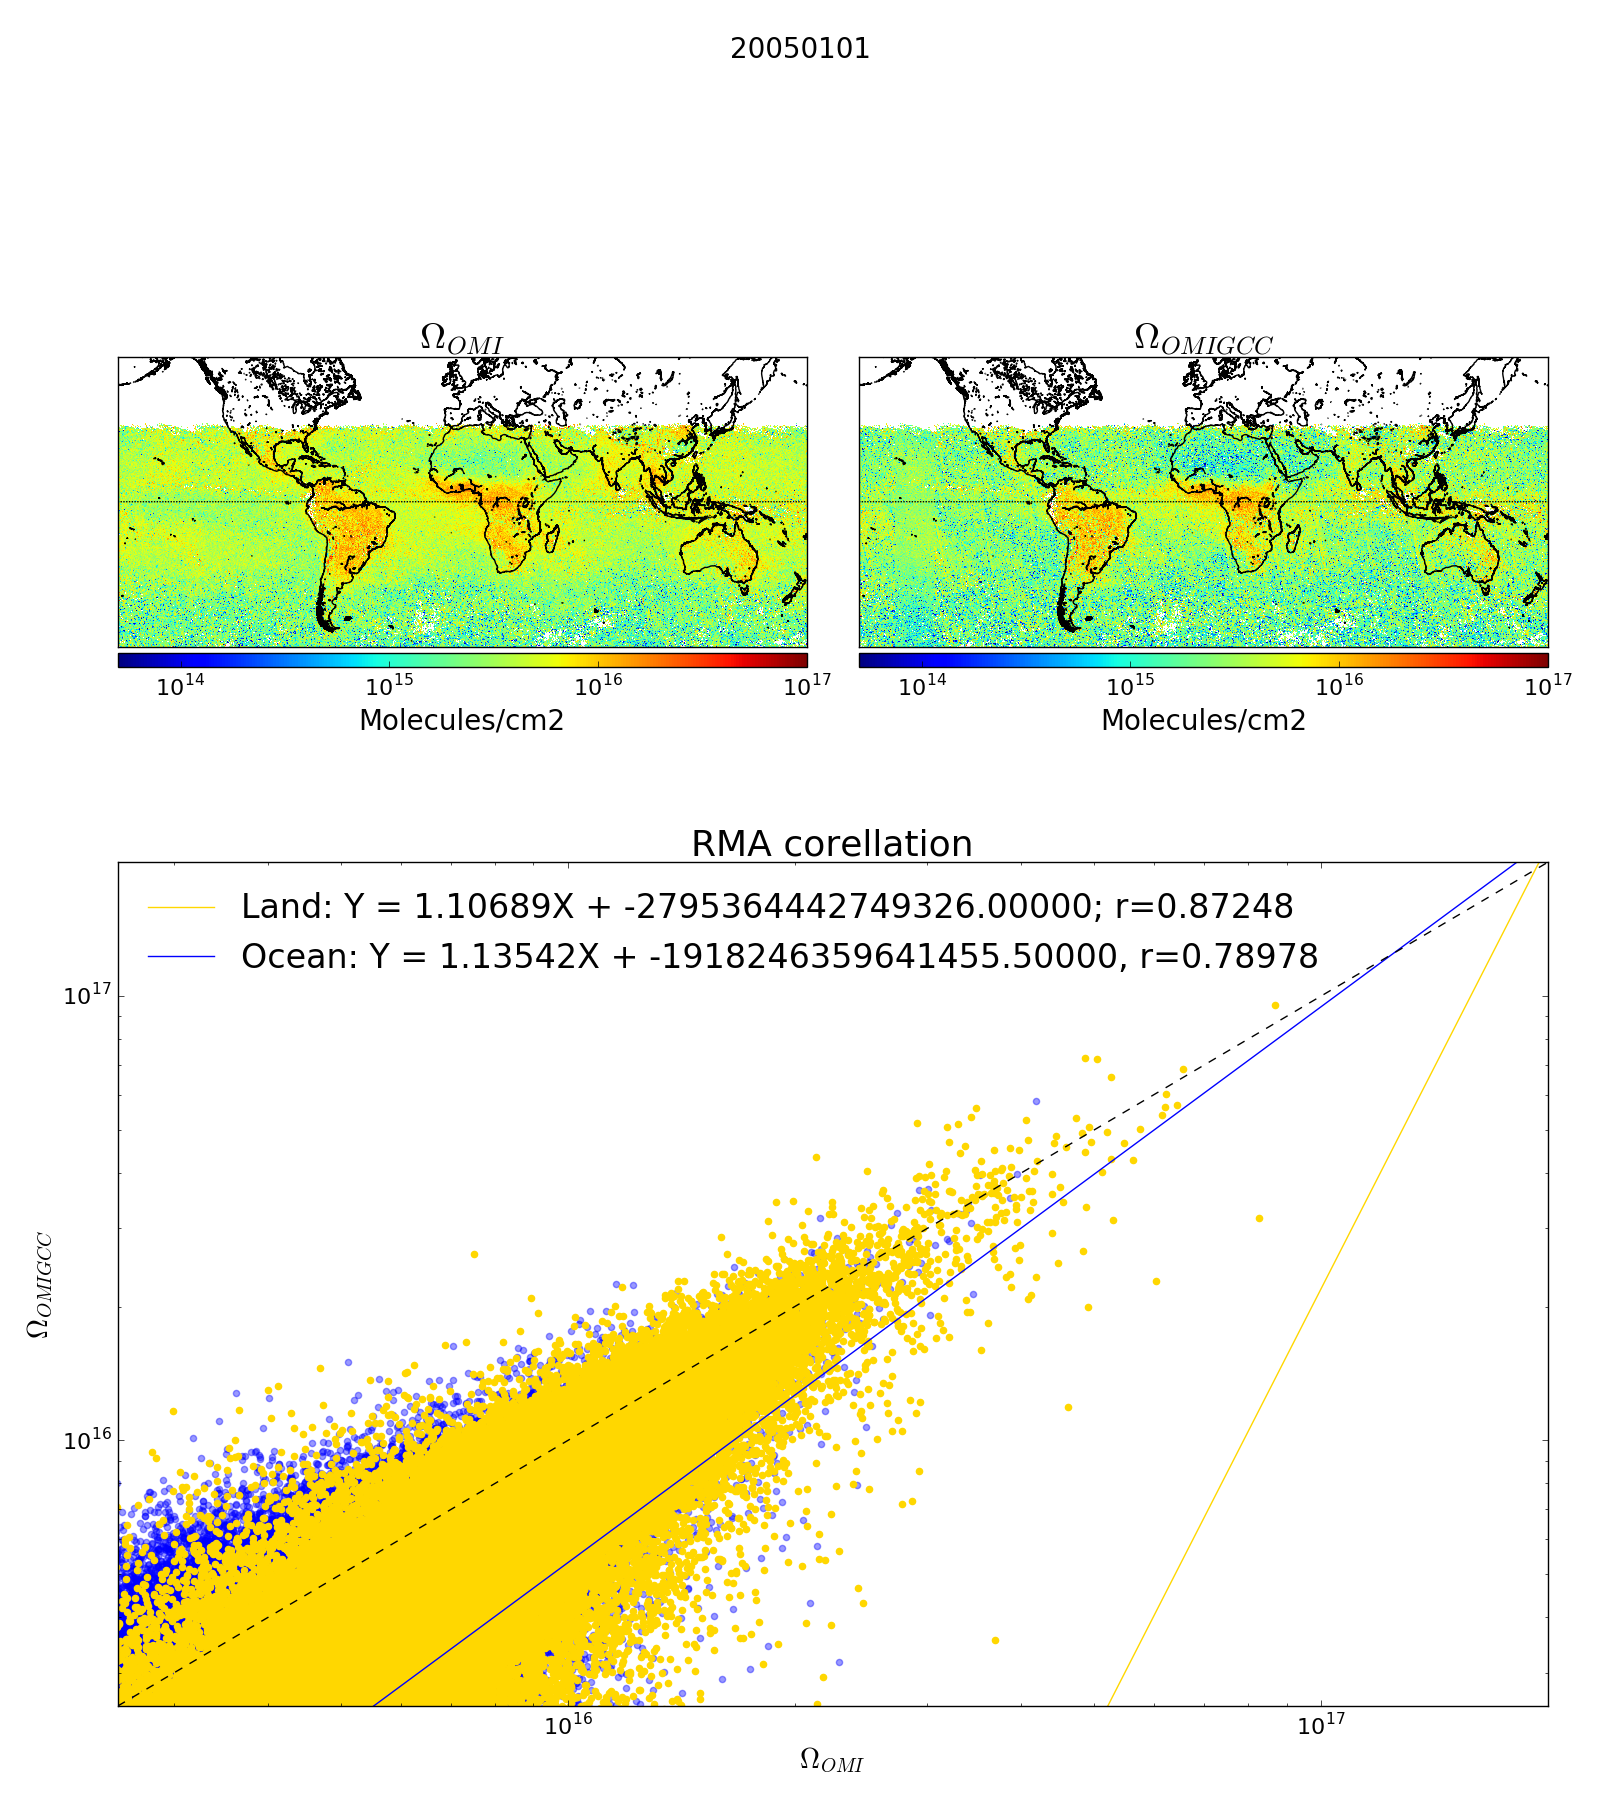 20050101
Ω_OMI
Ω_OMIGCC
10^14 10^15 10^16 10^17
Molecules/cm2
10^14 10^15 10^16 10^17
Molecules/cm2
RMA corellation
Land: Y = 1.10689X + -2795364442749326.00000; r=0.87248
Ocean: Y = 1.13542X + -1918246359641455.50000, r=0.78978
10^17
10^16
Ω_OMIGCC
10^16 10^17
Ω_OMI